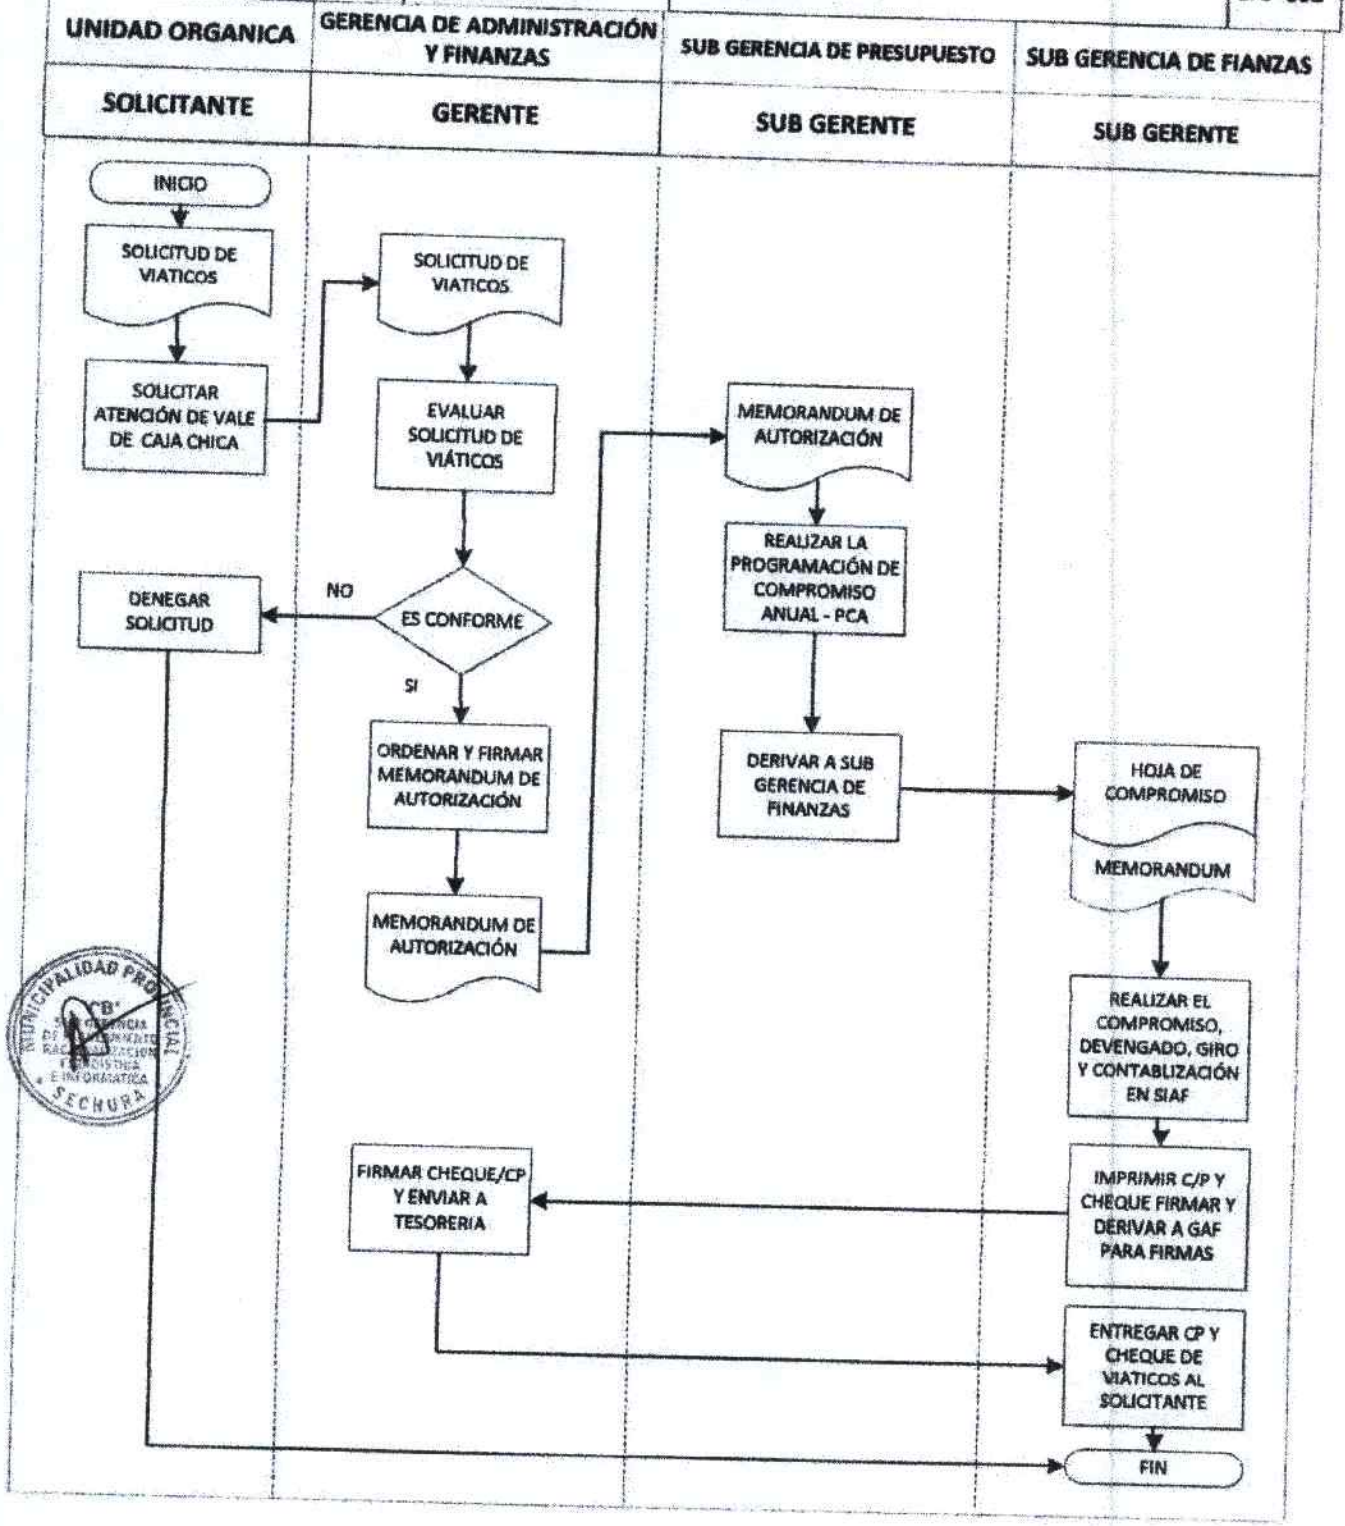 UNIDAD ORGANICA
GERENCIA DE ADMINISTRACIÓN
Y FINANZAS
SUB GERENCIA DE PRESUPUESTO
SUB GERENCIA DE FIANZAS
SOLICITANTE
GERENTE
SUB GERENTE
SUB GERENTE
INICIO
SOLICITUD DE
VIATICOS
SOLICITAR
ATENCIÓN DE VALE
DE CAJA CHICA
DENEGAR
SOLICITUD
SOLICITUD DE
VIATICOS
EVALUAR
SOLICITUD DE
VIÁTICOS
NO
ES CONFORME
SI
ORDENAR Y FIRMAR
MEMORANDUM DE
AUTORIZACIÓN
MEMORANDUM DE
AUTORIZACIÓN
MEMORANDUM DE
AUTORIZACIÓN
REALIZAR LA
PROGRAMACIÓN DE
COMPROMISO
ANUAL - PCA
DERIVAR A SUB
GERENCIA DE
FINANZAS
HOJA DE
COMPROMISO
MEMORANDUM
REALIZAR EL
COMPROMISO,
DEVENGADO, GIRO
Y CONTABLIZACIÓN
EN SIAF
IMPRIMIR C/P Y
CHEQUE FIRMAR Y
DERIVAR A GAF
PARA FIRMAS
FIRMAR CHEQUE/CP
Y ENVIAR A
TESORERIA
ENTREGAR CP Y
CHEQUE DE
VIATICOS AL
SOLICITANTE
FIN
MUNICIPALIDAD PROVINCIAL
E INFORMATICA
SECHURA